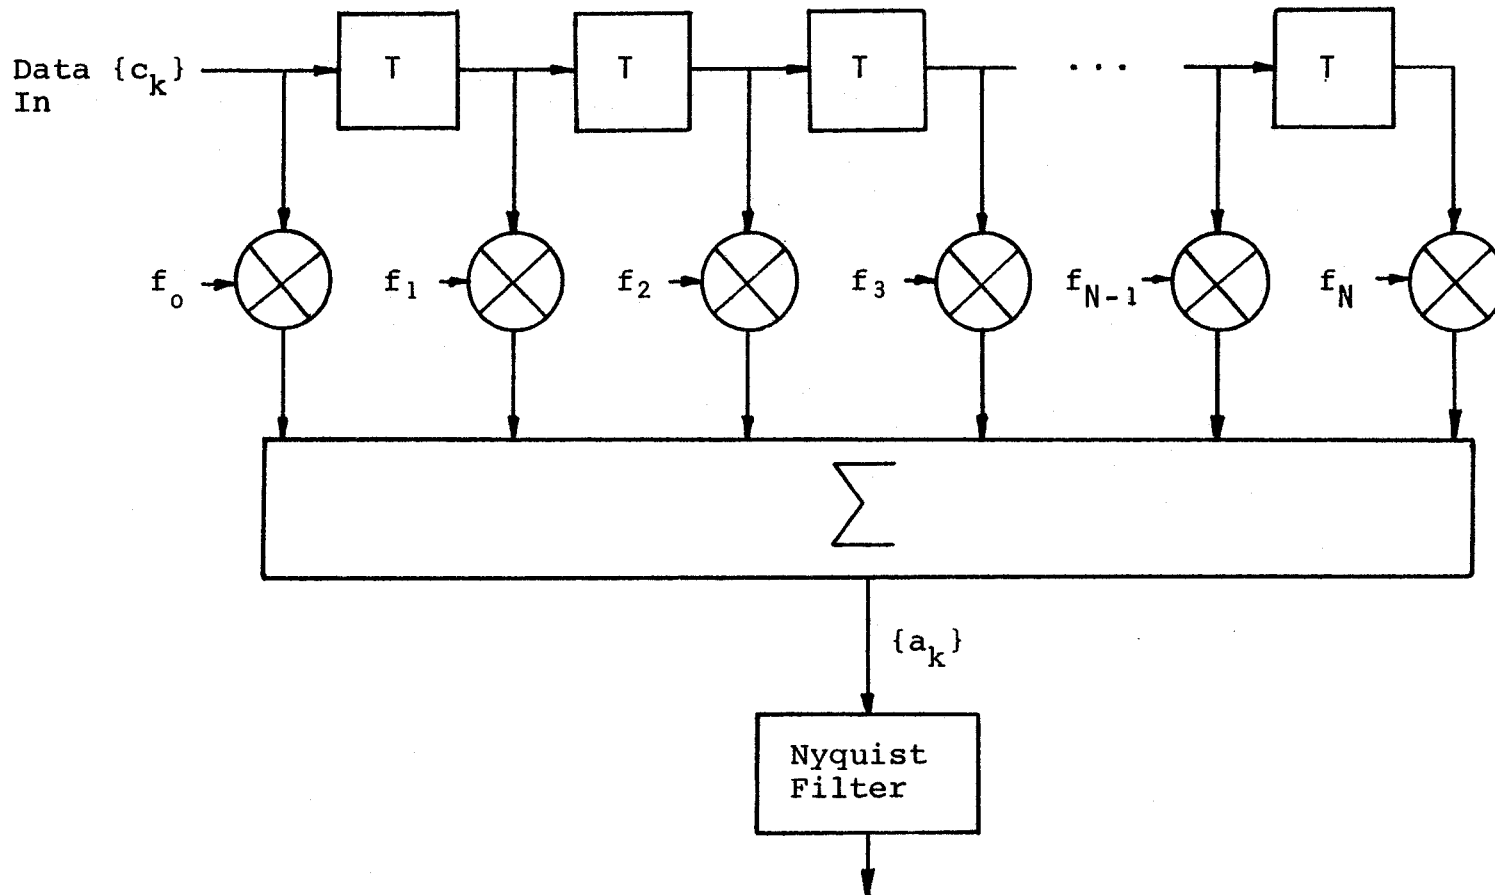 Data {c_k}
In
T T T ... T
f_o f_1 f_2 f_3 f_N-1 f_N
Σ
{a_k}
Nyquist
Filter